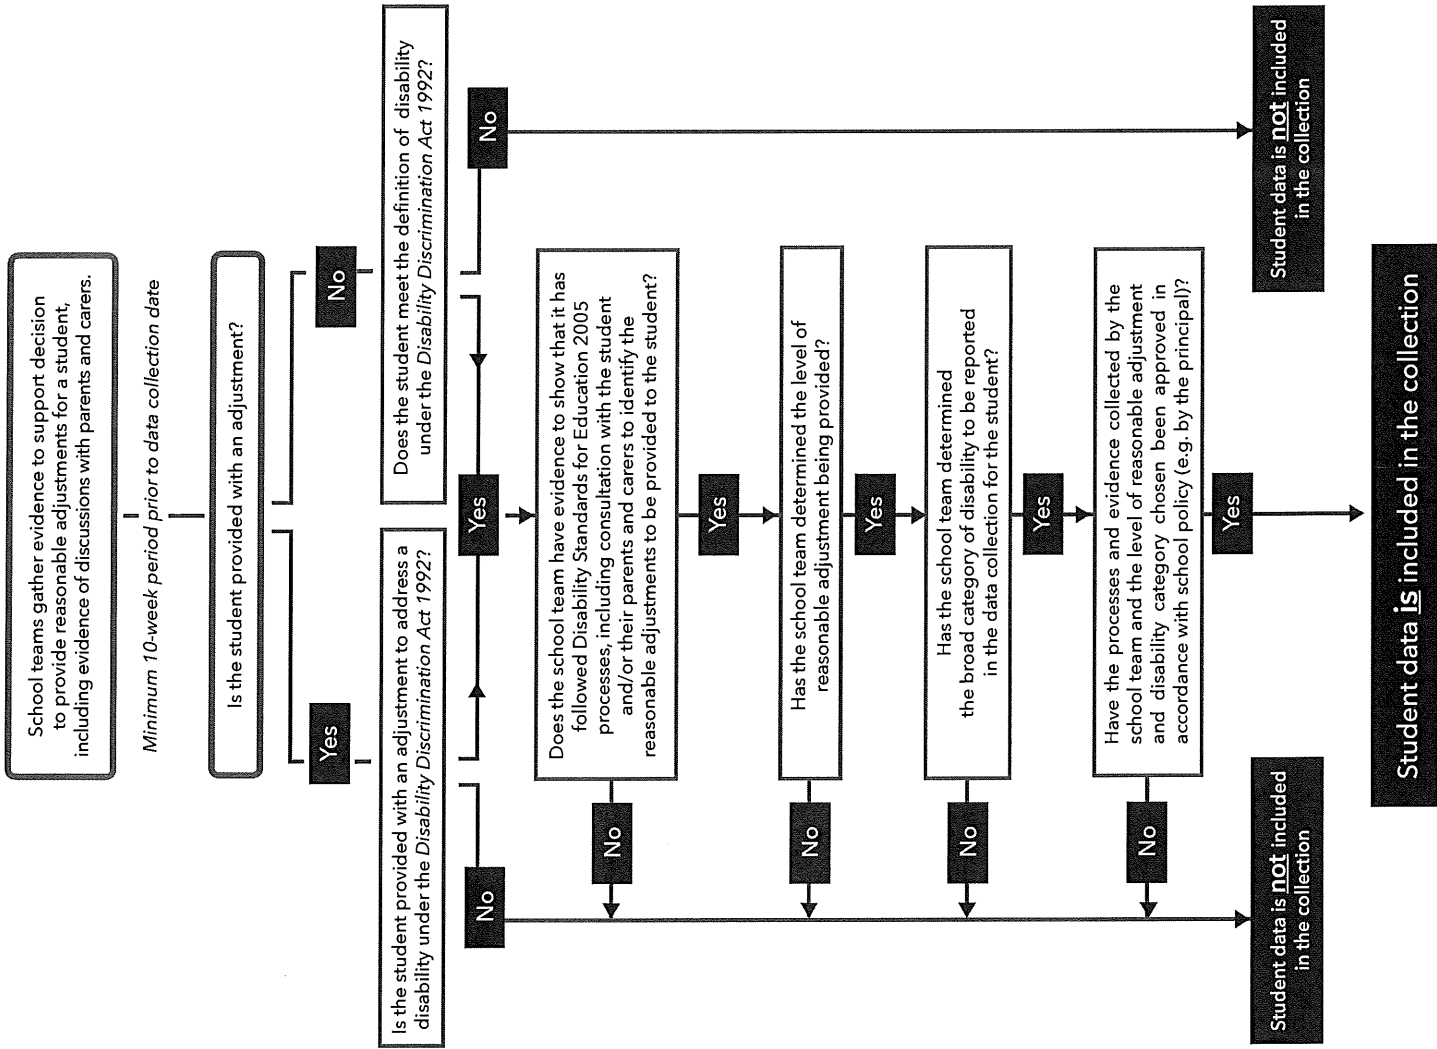 School teams gather evidence to support decision
to provide reasonable adjustments for a student,
including evidence of discussions with parents and carers.
Minimum 10-week period prior to data collection date
Is the student provided with an adjustment?
Yes
No
Is the student provided with an adjustment to address a
disability under the Disability Discrimination Act 1992?
Does the student meet the definition of disability
under the Disability Discrimination Act 1992?
No
Yes
No
Does the school team have evidence to show that it has
followed Disability Standards for Education 2005
processes, including consultation with the student
and/or their parents and carers to identify the
reasonable adjustments to be provided to the student?
No
Yes
Has the school team determined the level of
reasonable adjustment being provided?
No
Yes
Has the school team determined
the broad category of disability to be reported
in the data collection for the student?
No
Yes
Have the processes and evidence collected by the
school team and the level of reasonable adjustment
and disability category chosen been approved in
accordance with school policy (e.g. by the principal)?
No
Yes
Student data is not included
in the collection
Student data is not included
in the collection
Student data is included in the collection